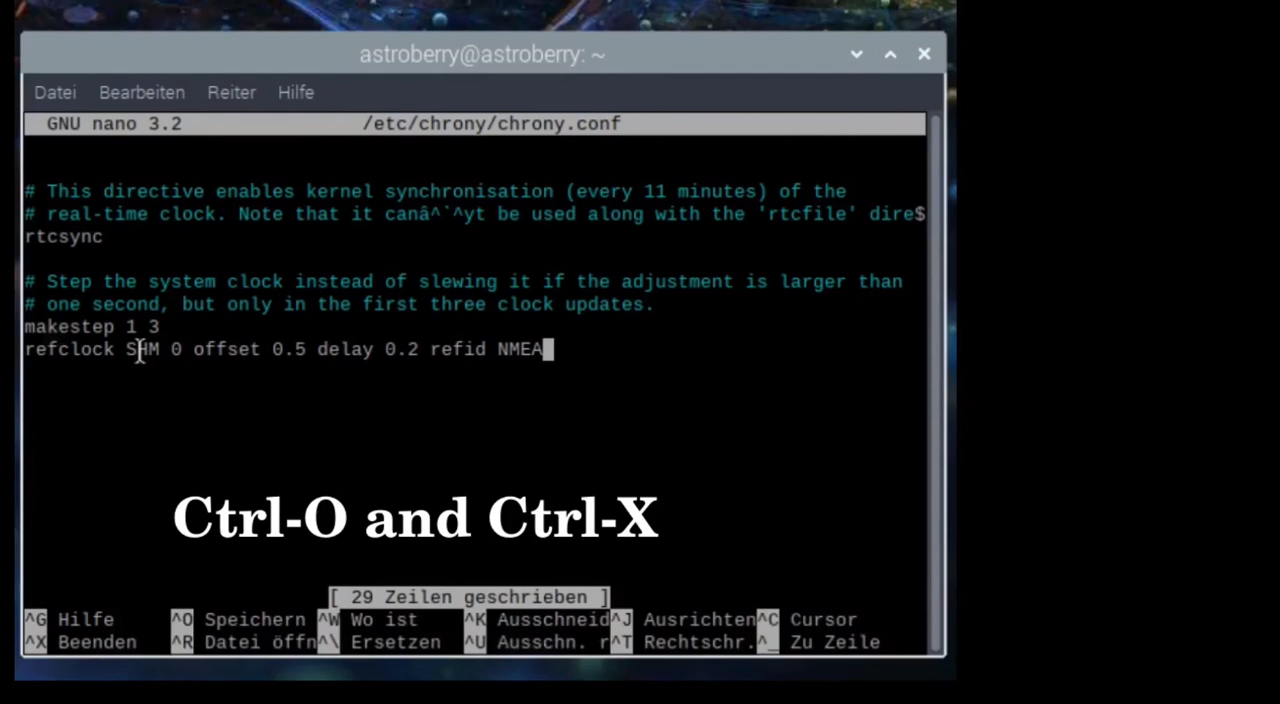 astroberry@astroberry: ~
Datei Bearbeiten Reiter Hilfe
GNU nano 3.2 /etc/chrony/chrony.conf
# This directive enables kernel synchronisation (every 11 minutes) of the
# real-time clock. Note that it canâ^`^yt be used along with the 'rtcfile' dire$
rtcsync
# Step the system clock instead of slewing it if the adjustment is larger than
# one second, but only in the first three clock updates.
makestep 1 3
refclock SHM 0 offset 0.5 delay 0.2 refid NMEA
Ctrl-O and Ctrl-X
[ 29 Zeilen geschrieben ]
^G Hilfe ^O Speichern ^W Wo ist ^K Ausschneid ^J Ausrichten ^C Cursor
^X Beenden ^R Datei öffn ^\ Ersetzen ^U Ausschn. r ^T Rechtschr. ^_ Zu Zeile